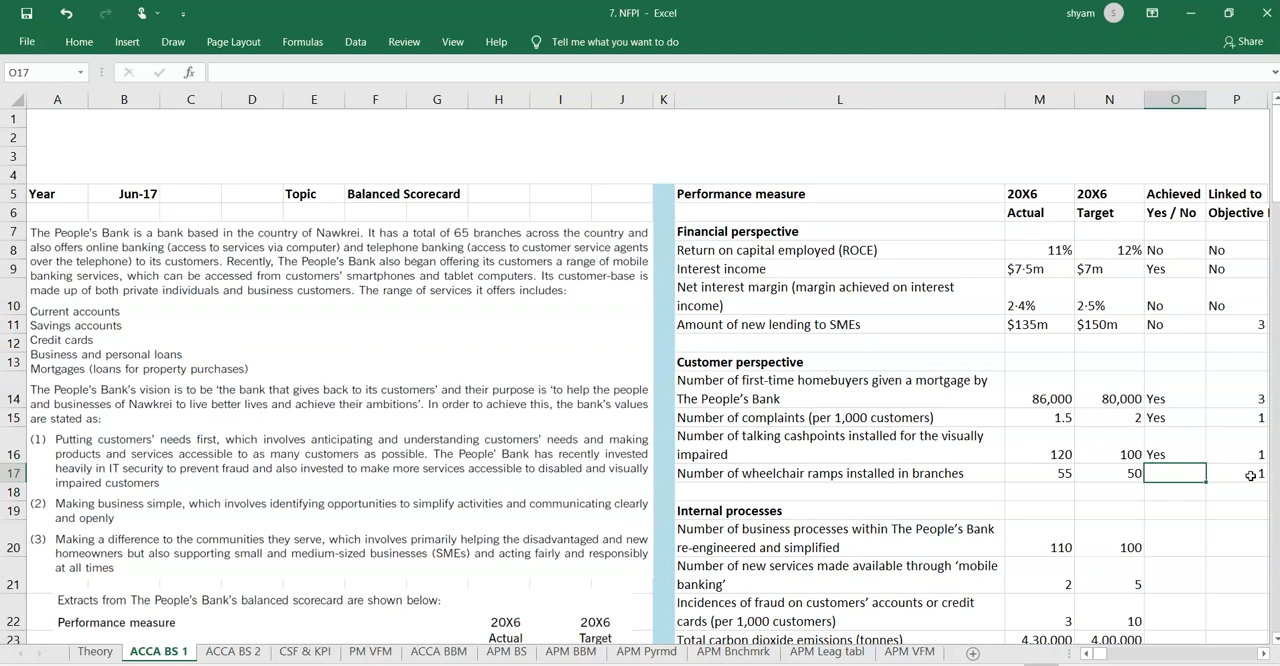 7. NFPI - Excel
shyam
S
File Home Insert Draw Page Layout Formulas Data Review View Help Tell me what you want to do Share
O17 fx
A B C D E F G H I J K L M N O P
1
2
3
4
5 Year Jun-17 Topic Balanced Scorecard Performance measure 20X6 20X6 Achieved Linked to
6 Actual Target Yes / No Objective
7 The People's Bank is a bank based in the country of Nawkrei. It has a total of 65 branches across the country and Financial perspective
8 also offers online banking (access to services via computer) and telephone banking (access to customer service agents Return on capital employed (ROCE) 11% 12% No No
over the telephone) to its customers. Recently, The People's Bank also began offering its customers a range of mobile
9 banking services, which can be accessed from customers' smartphones and tablet computers. Its customer-base is Interest income $7·5m $7m Yes No
made up of both private individuals and business customers. The range of services it offers includes: Net interest margin (margin achieved on interest
10 Current accounts income) 2·4% 2·5% No No
11 Savings accounts Amount of new lending to SMEs $135m $150m No 3
12 Credit cards
13 Business and personal loans Customer perspective
Mortgages (loans for property purchases) Number of first-time homebuyers given a mortgage by
The People's Bank's vision is to be 'the bank that gives back to its customers' and their purpose is 'to help the people
14 and businesses of Nawkrei to live better lives and achieve their ambitions'. In order to achieve this, the bank's values The People's Bank 86,000 80,000 Yes 3
15 are stated as: Number of complaints (per 1,000 customers) 1.5 2 Yes 1
(1) Putting customers' needs first, which involves anticipating and understanding customers' needs and making Number of talking cashpoints installed for the visually
16 products and services accessible to as many customers as possible. The People' Bank has recently invested impaired 120 100 Yes 1
17 heavily in IT security to prevent fraud and also invested to make more services accessible to disabled and visually Number of wheelchair ramps installed in branches 55 50 1
impaired customers
18
19 (2) Making business simple, which involves identifying opportunities to simplify activities and communicating clearly Internal processes
and openly Number of business processes within The People's Bank
20 (3) Making a difference to the communities they serve, which involves primarily helping the disadvantaged and new re-engineered and simplified 110 100
homeowners but also supporting small and medium-sized businesses (SMEs) and acting fairly and responsibly Number of new services made available through 'mobile
21 at all times banking' 2 5
Extracts from The People's Bank's balanced scorecard are shown below: Incidences of fraud on customers' accounts or credit
22 Performance measure 20X6 20X6 cards (per 1,000 customers) 3 10
23 Actual Target Total carbon dioxide emissions (tonnes) 4,30,000 4,00,000
Theory ACCA BS 1 ACCA BS 2 CSF & KPI PM VFM ACCA BBM APM BS APM BBM APM Pyrmd APM Bnchmrk APM Leag tabl APM VFM